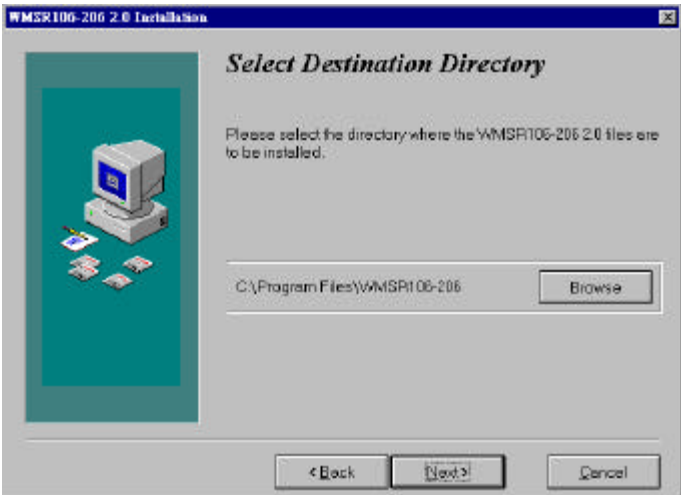 WMSR106-206 2.0 Installation
Select Destination Directory
Please select the directory where the WMSR106-206 2.0 files are
to be installed.
C:\Program Files\WMSR106-206
Browse
< Back
Next >
Cancel